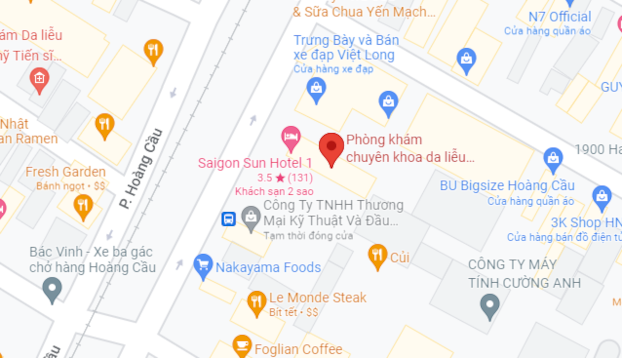 & Sữa Chua Yến Mạch...
N7 Official
Cửa hàng quần áo
ám Da liễu
ỹ Tiến sĩ...
Trưng Bày và Bán
xe đạp Việt Long
Cửa hàng xe đạp
GUY
Nhật
an Ramen
P. Hoàng Cầu
Phòng khám
chuyên khoa da liễu...
1900 Ha
Saigon Sun Hotel 1
3.5 ★ (131)
Khách sạn 2 sao
Fresh Garden
Bánh ngọt • $$
BU Bigsize Hoàng Cầu
Cửa hàng quần áo
Công Ty TNHH Thương
Mại Kỹ Thuật Và Đầu...
Tạm thời đóng cửa
3K Shop HN
Cửa hàng bán đồ điện tử
Bác Vinh - Xe ba gác
chở hàng Hoàng Cầu
Nakayama Foods
Củi
CÔNG TY MÁY
TÍNH CƯỜNG ANH
Le Monde Steak
Bít tết • $$
M
Foglian Coffee
ầu